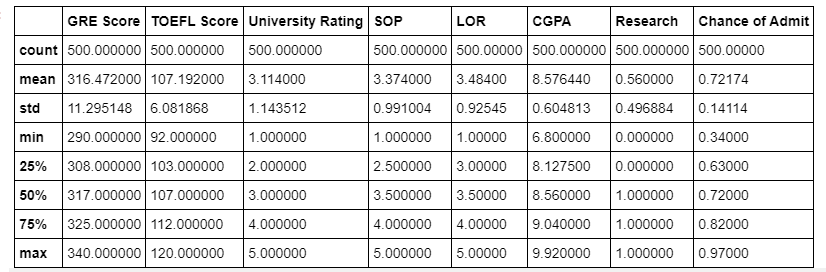 GRE Score TOEFL Score University Rating SOP LOR CGPA Research Chance of Admit
count 500.000000 500.000000 500.000000 500.000000 500.00000 500.000000 500.000000 500.00000
mean 316.472000 107.192000 3.114000 3.374000 3.48400 8.576440 0.560000 0.72174
std 11.295148 6.081868 1.143512 0.991004 0.92545 0.604813 0.496884 0.14114
min 290.000000 92.000000 1.000000 1.000000 1.00000 6.800000 0.000000 0.34000
25% 308.000000 103.000000 2.000000 2.500000 3.00000 8.127500 0.000000 0.63000
50% 317.000000 107.000000 3.000000 3.500000 3.50000 8.560000 1.000000 0.72000
75% 325.000000 112.000000 4.000000 4.000000 4.00000 9.040000 1.000000 0.82000
max 340.000000 120.000000 5.000000 5.000000 5.00000 9.920000 1.000000 0.97000